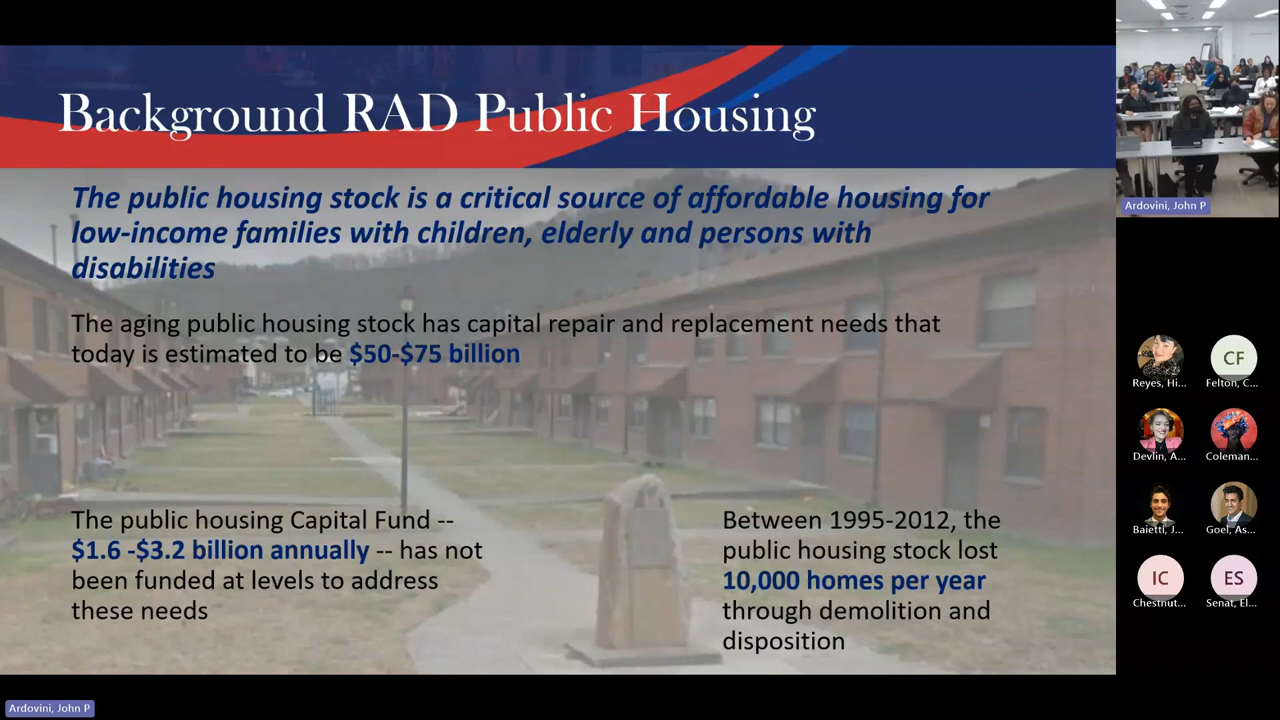 Background RAD Public Housing
The public housing stock is a critical source of affordable housing for
low-income families with children, elderly and persons with
disabilities
The aging public housing stock has capital repair and replacement needs that
today is estimated to be $50-$75 billion
The public housing Capital Fund --
$1.6 -$3.2 billion annually -- has not
been funded at levels to address
these needs
Between 1995-2012, the
public housing stock lost
10,000 homes per year
through demolition and
disposition
Ardovini, John P
CF
Reyes, Hi...
Felton, C...
Devlin, A...
Coleman...
Baietti, J...
Goel, As...
IC
ES
Chestnut...
Senat, El...
Ardovini, John P